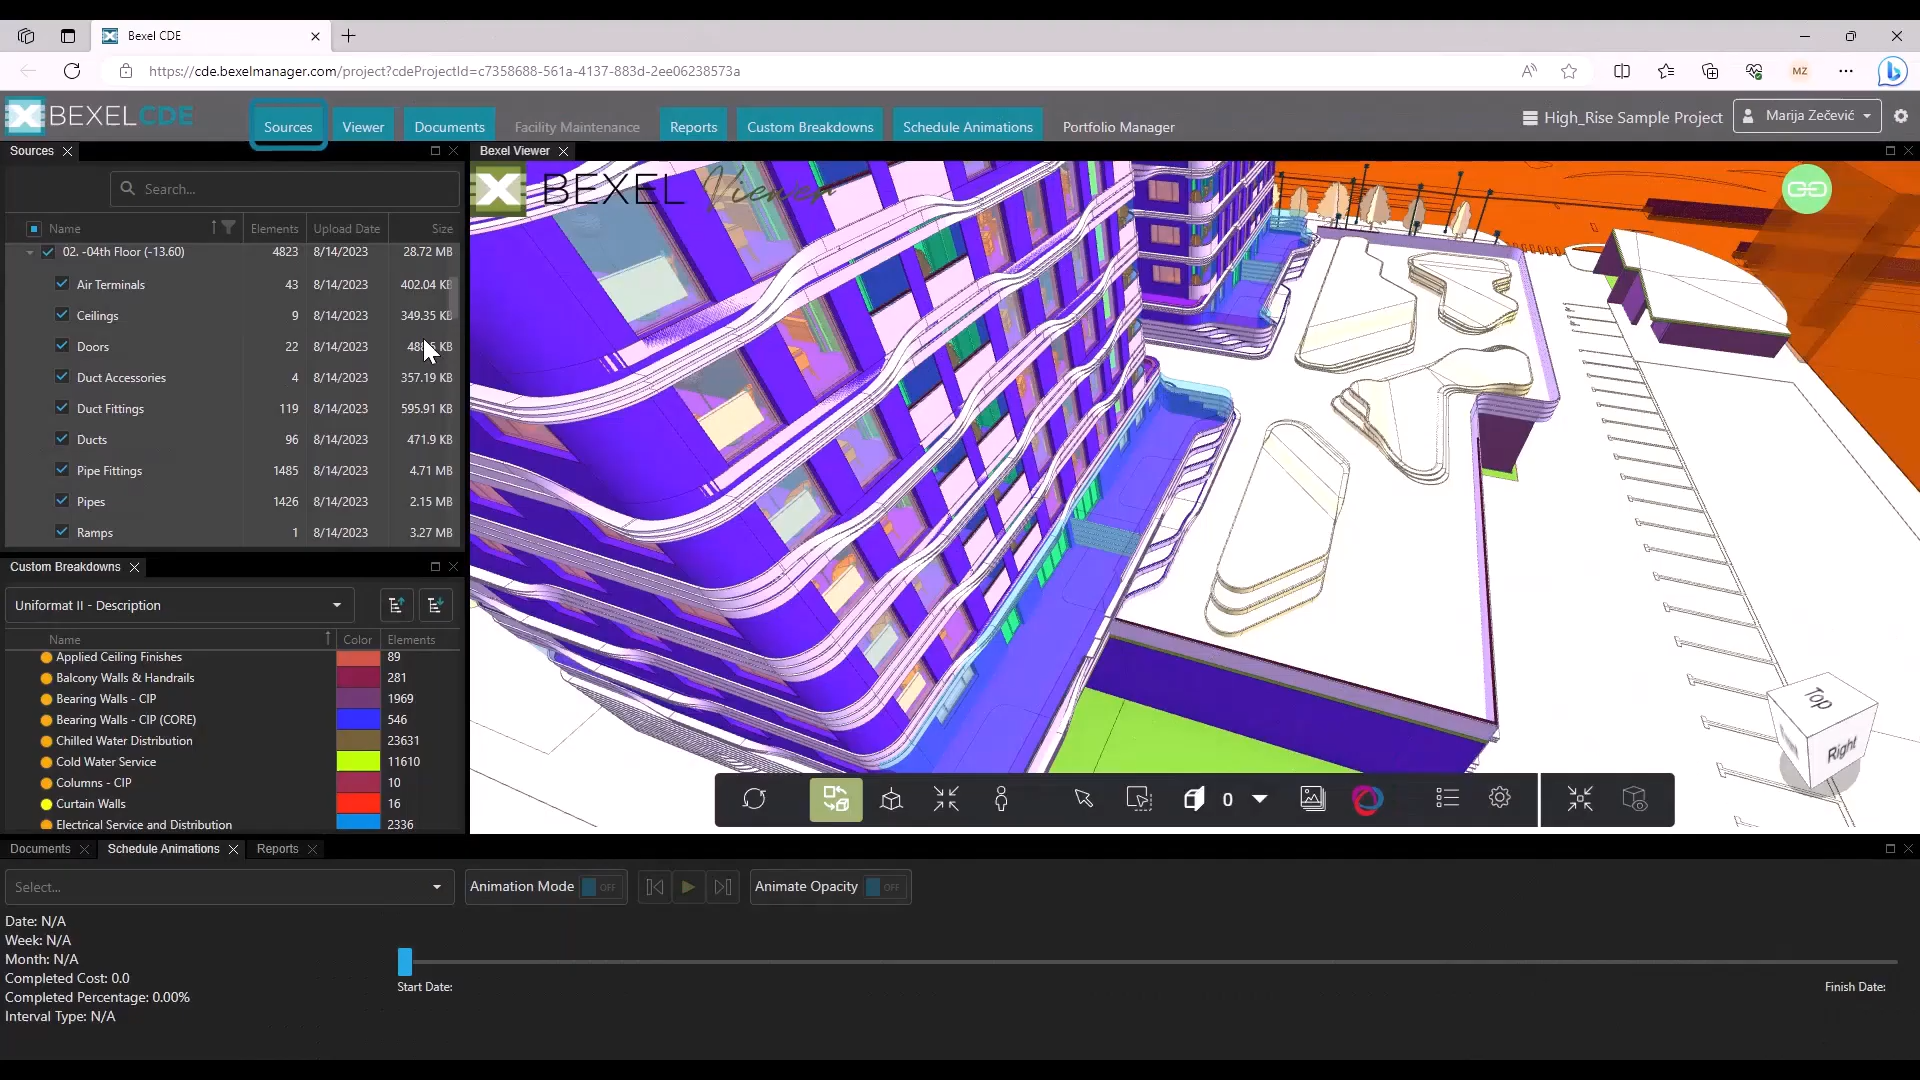 Bexel CDE
https://cde.bexelmanager.com/project?cdeProjectId=c7358688-561a-4137-883d-2ee06238573a
MZ
BEXELCDE
Sources
Viewer
Documents
Facility Maintenance
Reports
Custom Breakdowns
Schedule Animations
Portfolio Manager
High_Rise Sample Project
Marija Zečević
Sources
Bexel Viewer
Search...
BEXEL Viewer
Name Elements Upload Date Size
02. -04th Floor (-13.60) 4823 8/14/2023 28.72 MB
Air Terminals 43 8/14/2023 402.04 KB
Ceilings 9 8/14/2023 349.35 KB
Doors 22 8/14/2023 KB
Duct Accessories 4 8/14/2023 357.19 KB
Duct Fittings 119 8/14/2023 595.91 KB
Ducts 96 8/14/2023 471.9 KB
Pipe Fittings 1485 8/14/2023 4.71 MB
Pipes 1426 8/14/2023 2.15 MB
Ramps 1 8/14/2023 3.27 MB
Custom Breakdowns
Uniformat II - Description
Name Color Elements
Applied Ceiling Finishes 89
Balcony Walls & Handrails 281
Bearing Walls - CIP 1969
Bearing Walls - CIP (CORE) 546
Chilled Water Distribution 23631
Cold Water Service 11610
Columns - CIP 10
Curtain Walls 16
Electrical Service and Distribution 2336
Top
Right
0
Documents
Schedule Animations
Reports
Select...
Animation Mode OFF
Animate Opacity OFF
Date: N/A
Week: N/A
Month: N/A
Completed Cost: 0.0
Completed Percentage: 0.00%
Interval Type: N/A
Start Date:
Finish Date: